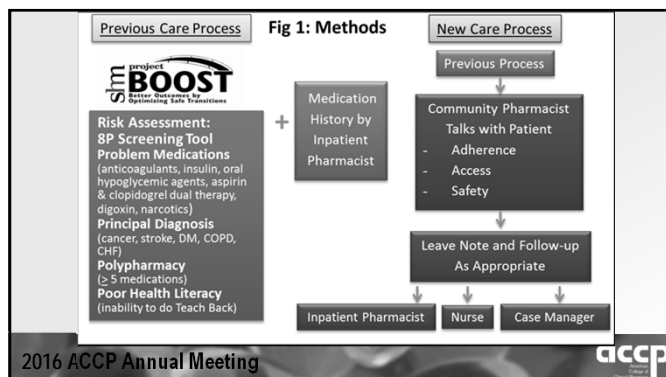 Previous Care Process
Fig 1: Methods
New Care Process
shm
project
BOOST
Better Outcomes by
Optimizing Safe Transitions
Risk Assessment:
8P Screening Tool
Problem Medications
(anticoagulants, insulin, oral
hypoglycemic agents, aspirin
& clopidogrel dual therapy,
digoxin, narcotics)
Principal Diagnosis
(cancer, stroke, DM, COPD,
CHF)
Polypharmacy
(≥ 5 medications)
Poor Health Literacy
(inability to do Teach Back)
+
Medication
History by
Inpatient
Pharmacist
Previous Process
Community Pharmacist
Talks with Patient
- Adherence
- Access
- Safety
Leave Note and Follow-up
As Appropriate
Inpatient Pharmacist
Nurse
Case Manager
2016 ACCP Annual Meeting
accp
American
College of